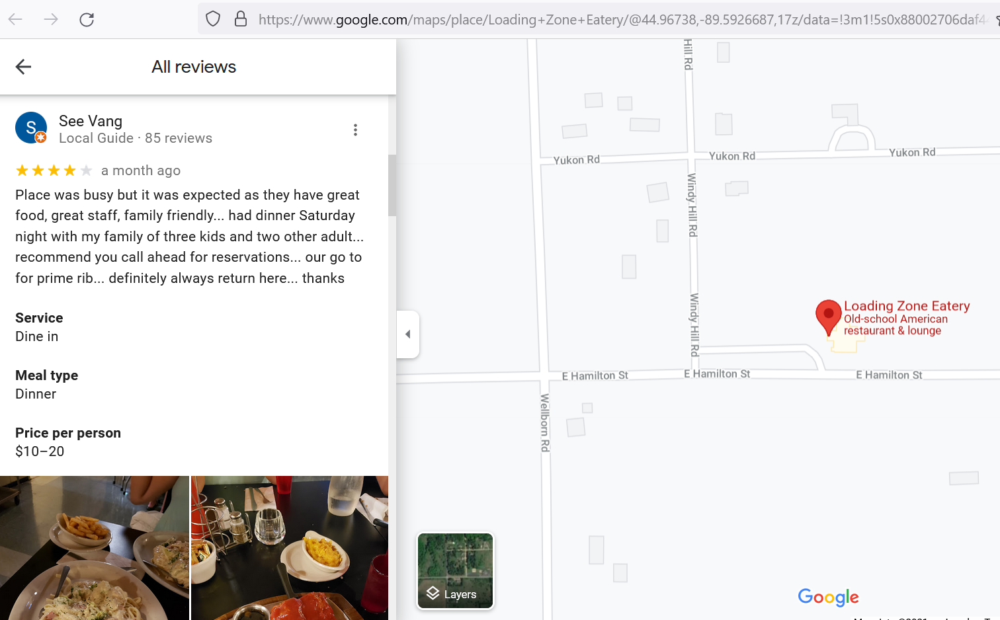 https://www.google.com/maps/place/Loading+Zone+Eatery/@44.96738,-89.5926687,17z/data=!3m1!5s0x88002706daf4
All reviews
S
See Vang
Local Guide · 85 reviews
a month ago
Place was busy but it was expected as they have great
food, great staff, family friendly... had dinner Saturday
night with my family of three kids and two other adult...
recommend you call ahead for reservations... our go to
for prime rib... definitely always return here... thanks
Service
Dine in
Meal type
Dinner
Price per person
$10–20
Hill Rd
Yukon Rd
Yukon Rd
Yukon Rd
Windy Hill Rd
Windy Hill Rd
Loading Zone Eatery
Old-school American
restaurant & lounge
E Hamilton St
E Hamilton St
E Hamilton St
Wellborn Rd
Layers
Google